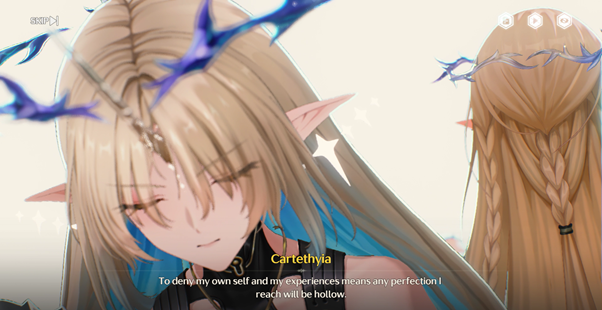 SKIP
Cartethyia
To deny my own self and my experiences means any perfection I
reach will be hollow.